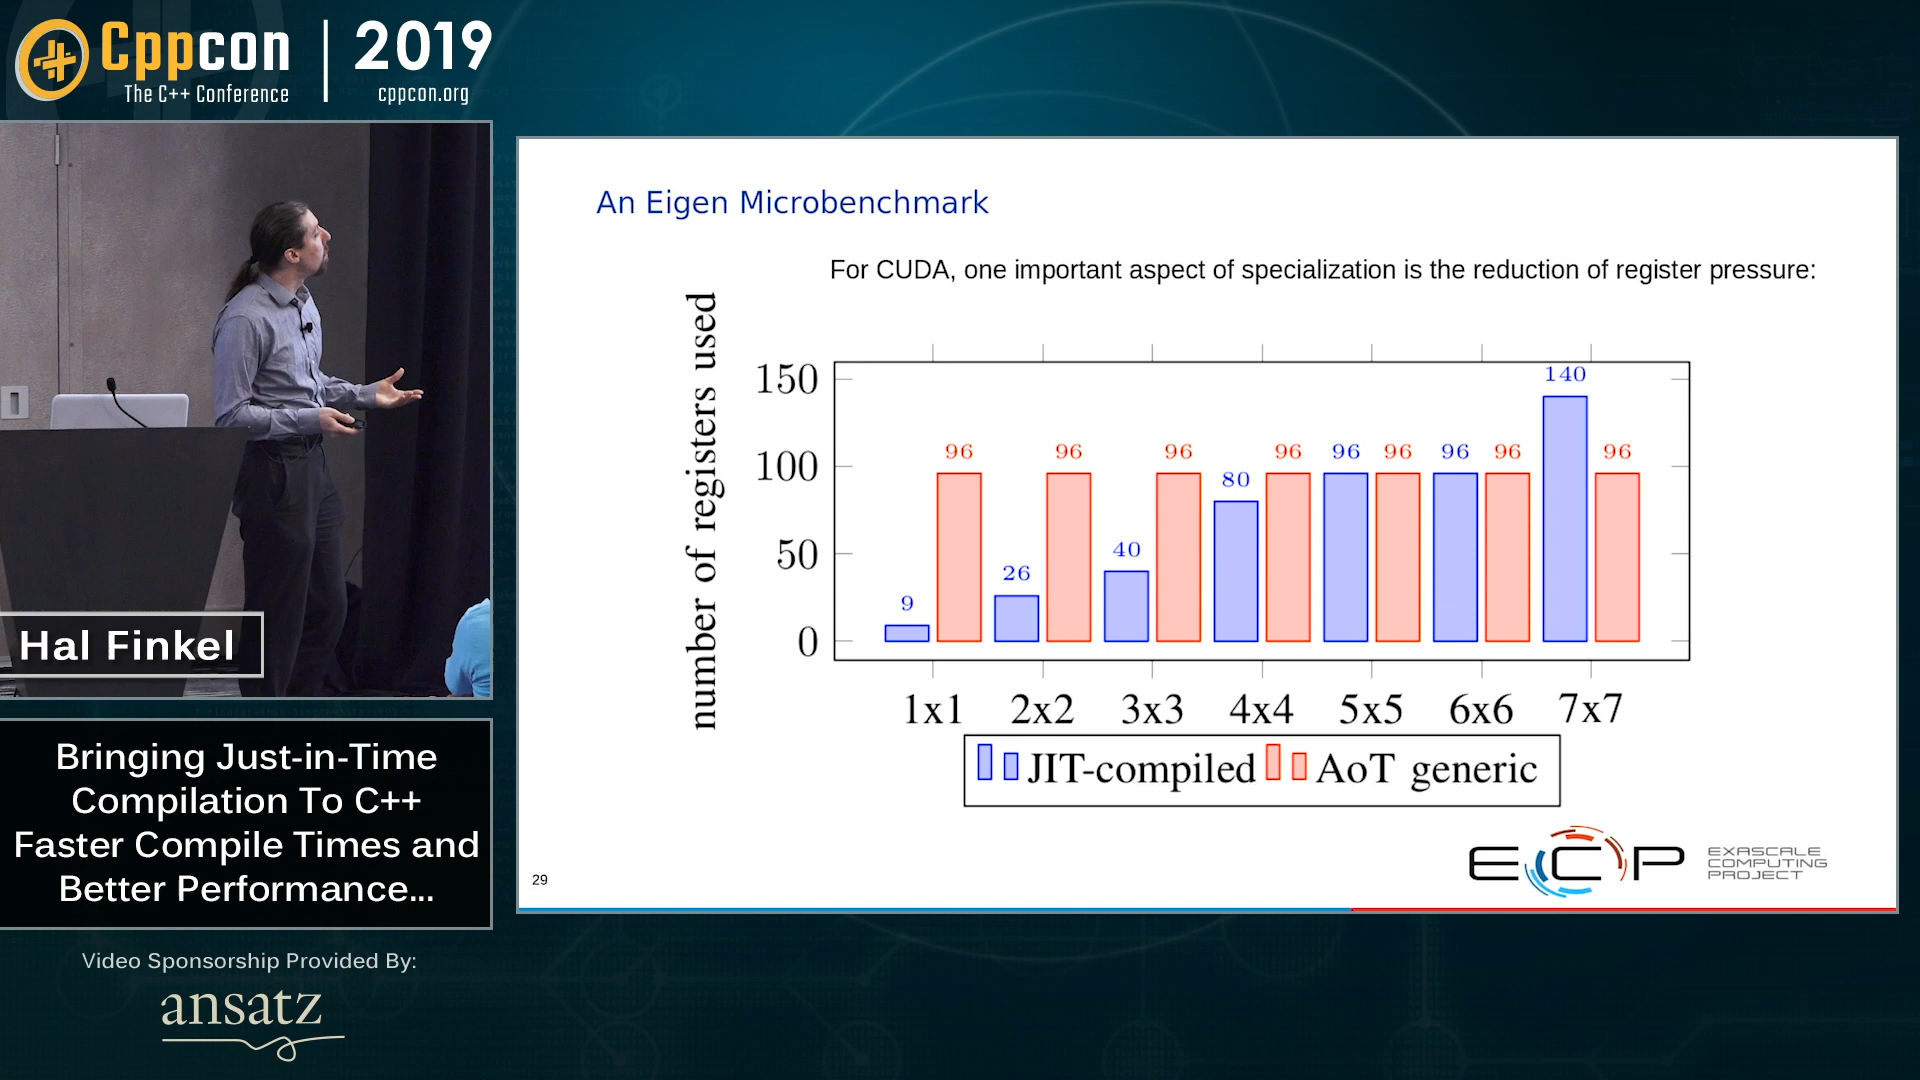 Cppcon
The C++ Conference
2019
cppcon.org
Hal Finkel
Bringing Just-in-Time
Compilation To C++
Faster Compile Times and
Better Performance...
Video Sponsorship Provided By:
ansatz
An Eigen Microbenchmark
For CUDA, one important aspect of specialization is the reduction of register pressure:
number of registers used
150
100
50
0
9
96
26
96
40
96
80
96
96
96
96
96
140
96
1x1
2x2
3x3
4x4
5x5
6x6
7x7
JIT-compiled
AoT generic
29
ECP
EXASCALE
COMPUTING
PROJECT